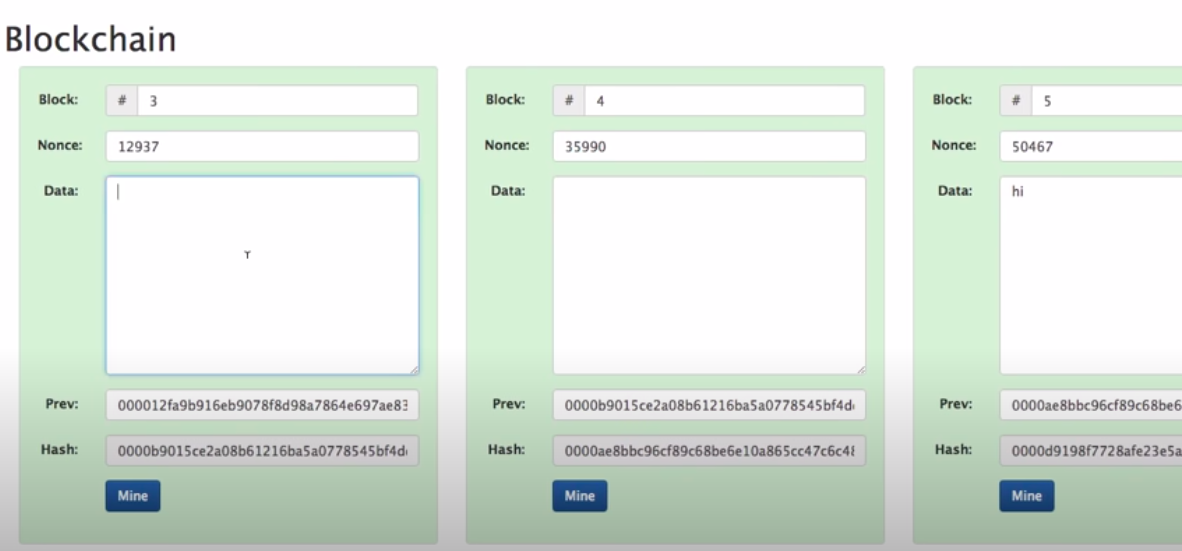 Blockchain
Block: # 3
Nonce: 12937
Data:
Prev: 000012fa9b916eb9078f8d98a7864e697ae83
Hash: 0000b9015ce2a08b61216ba5a0778545bf4d
Mine
Block: # 4
Nonce: 35990
Data:
Prev: 0000b9015ce2a08b61216ba5a0778545bf4d
Hash: 0000ae8bbc96cf89c68be6e10a865cc47c6c48
Mine
Block: # 5
Nonce: 50467
Data: hi
Prev: 0000ae8bbc96cf89c68be6
Hash: 0000d9198f7728afe23e5a
Mine